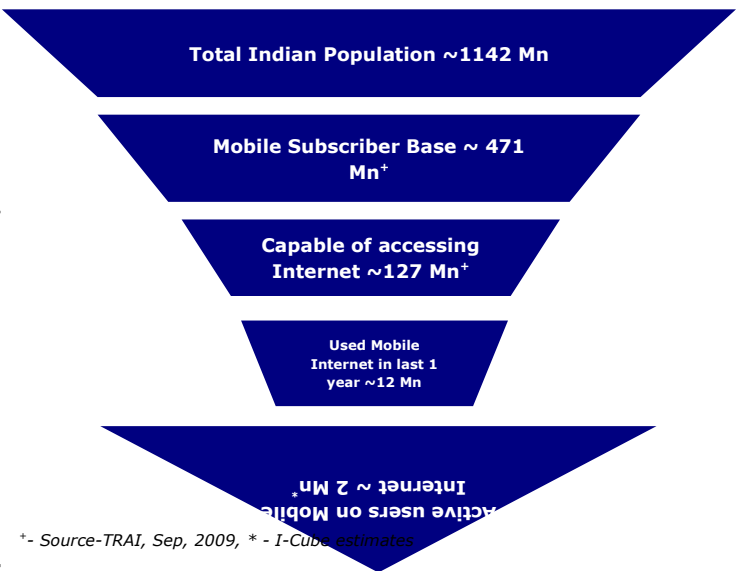 Total Indian Population ~1142 Mn
Mobile Subscriber Base ~ 471
Mn+
Capable of accessing
Internet ~127 Mn+
Used Mobile
Internet in last 1
year ~12 Mn
Active users on Mobile
Internet ~ 2 Mn*
+- Source-TRAI, Sep, 2009, * - I-Cube estimates